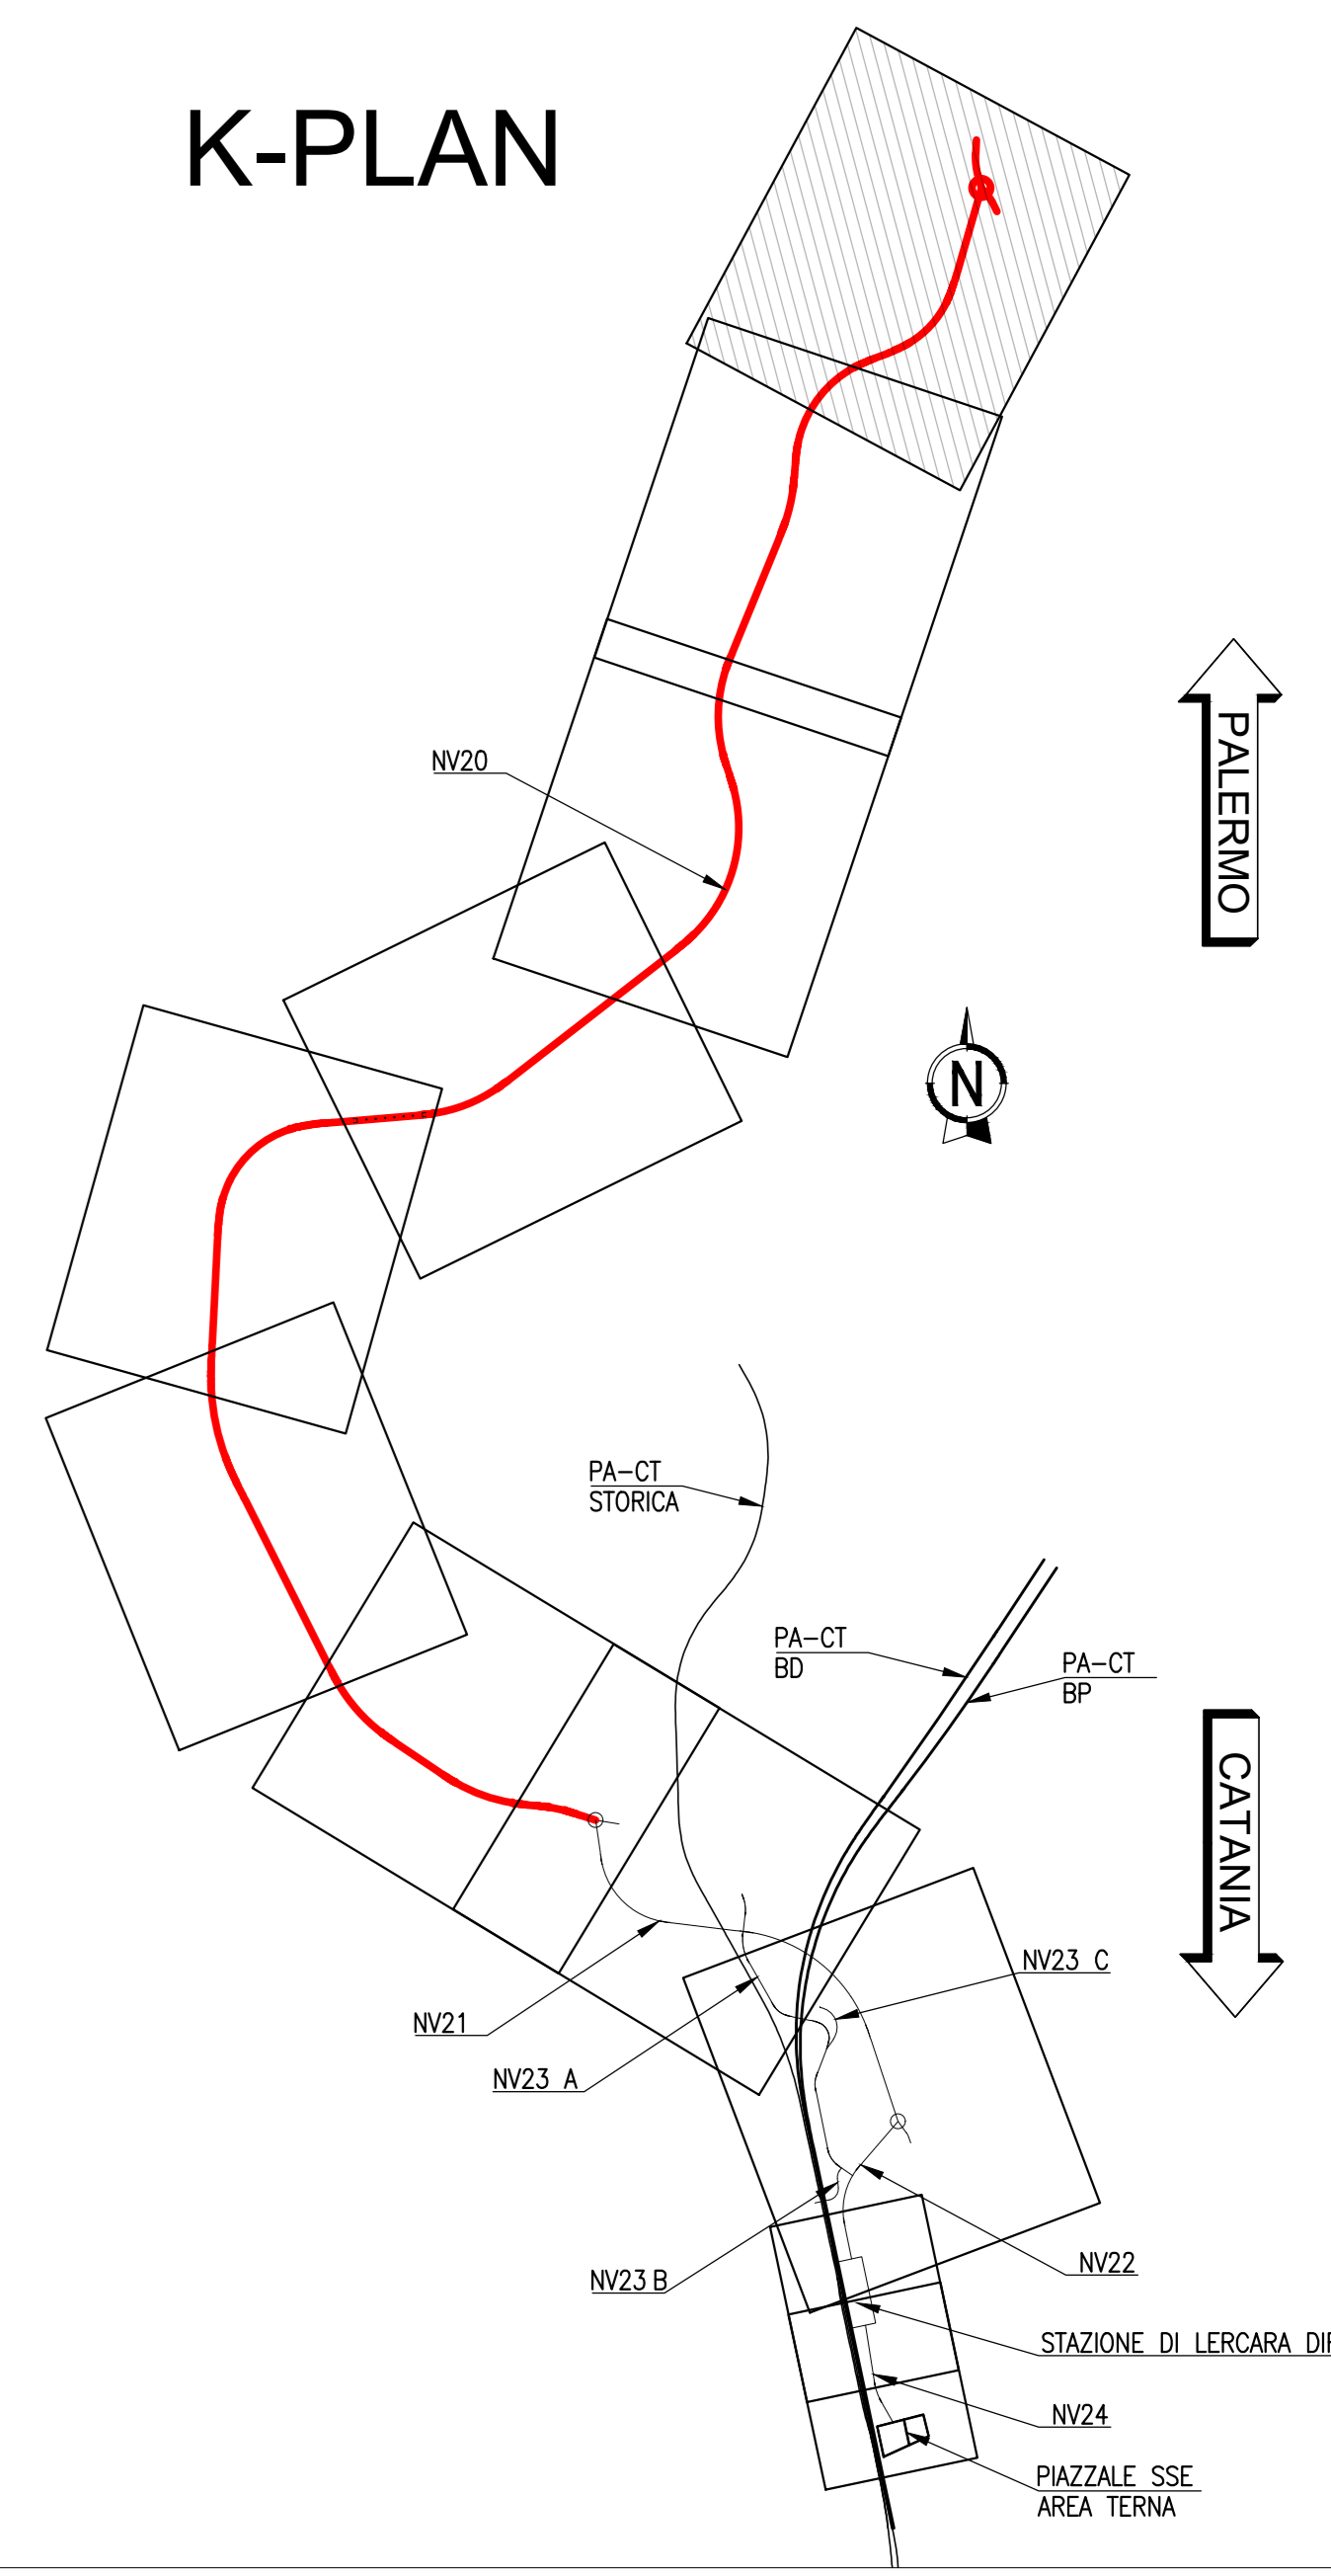 K-PLAN
PALERMO
NV20
N
PA-CT
STORICA
PA-CT
BD
PA-CT
BP
CATANIA
NV23 C
NV21
NV23 A
NV22
NV23 B
STAZIONE DI LERCARA
NV24
PIAZZALE SSE
AREA TERNA